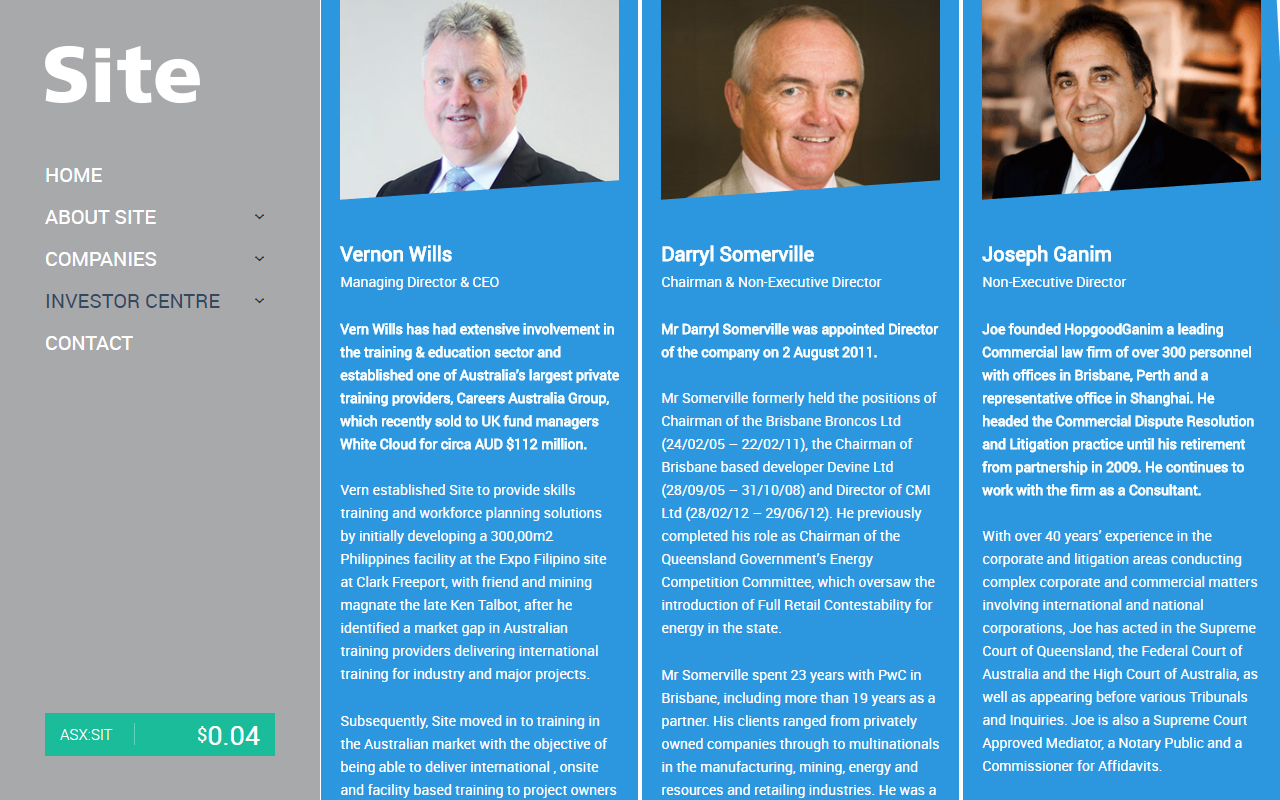 Site
HOME
ABOUT SITE
COMPANIES
INVESTOR CENTRE
CONTACT
ASX:SIT
$0.04
Vernon Wills
Managing Director & CEO
Vern Wills has had extensive involvement in
the training & education sector and
established one of Australia's largest private
training providers, Careers Australia Group,
which recently sold to UK fund managers
White Cloud for circa AUD $112 million.
Vern established Site to provide skills
training and workforce planning solutions
by initially developing a 300,00m2
Philippines facility at the Expo Filipino site
at Clark Freeport, with friend and mining
magnate the late Ken Talbot, after he
identified a market gap in Australian
training providers delivering international
training for industry and major projects.
Subsequently, Site moved in to training in
the Australian market with the objective of
being able to deliver international , onsite
and facility based training to project owners
Darryl Somerville
Chairman & Non-Executive Director
Mr Darryl Somerville was appointed Director
of the company on 2 August 2011.
Mr Somerville formerly held the positions of
Chairman of the Brisbane Broncos Ltd
(24/02/05 – 22/02/11), the Chairman of
Brisbane based developer Devine Ltd
(28/09/05 – 31/10/08) and Director of CMI
Ltd (28/02/12 – 29/06/12). He previously
completed his role as Chairman of the
Queensland Government's Energy
Competition Committee, which oversaw the
introduction of Full Retail Contestability for
energy in the state.
Mr Somerville spent 23 years with PwC in
Brisbane, including more than 19 years as a
partner. His clients ranged from privately
owned companies through to multinationals
in the manufacturing, mining, energy and
resources and retailing industries. He was a
Joseph Ganim
Non-Executive Director
Joe founded HopgoodGanim a leading
Commercial law firm of over 300 personnel
with offices in Brisbane, Perth and a
representative office in Shanghai. He
headed the Commercial Dispute Resolution
and Litigation practice until his retirement
from partnership in 2009. He continues to
work with the firm as a Consultant.
With over 40 years' experience in the
corporate and litigation areas conducting
complex corporate and commercial matters
involving international and national
corporations, Joe has acted in the Supreme
Court of Queensland, the Federal Court of
Australia and the High Court of Australia, as
well as appearing before various Tribunals
and Inquiries. Joe is also a Supreme Court
Approved Mediator, a Notary Public and a
Commissioner for Affidavits.